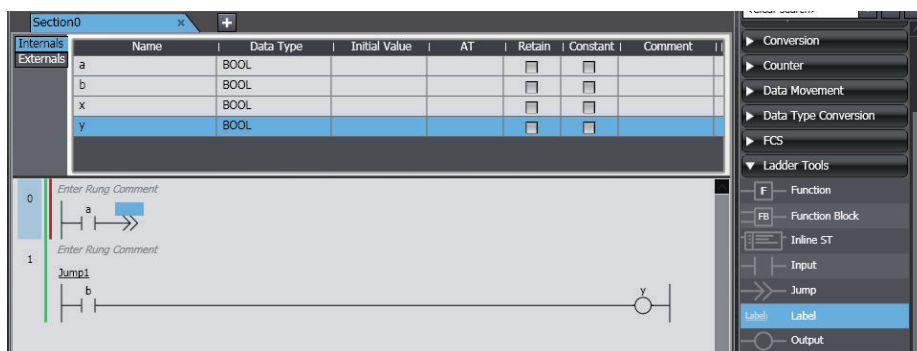 Section0 × +
Internals
Externals
Name Data Type Initial Value AT Retain Constant Comment
a BOOL
b BOOL
x BOOL
y BOOL
0 Enter Rung Comment
a
1 Enter Rung Comment
Jump1
b y
Conversion
Counter
Data Movement
Data Type Conversion
FCS
Ladder Tools
F Function
FB Function Block
Inline ST
Input
Jump
Label: Label
Output